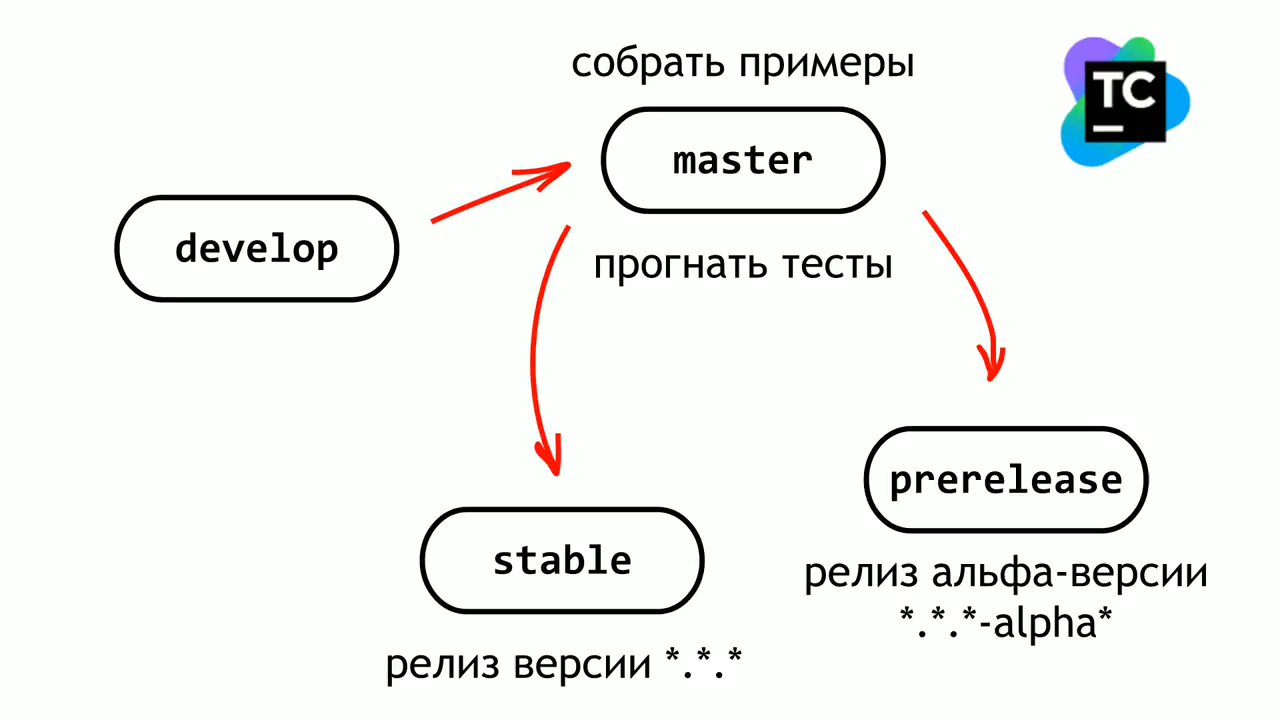 собрать примеры
TC
master
develop
прогнать тесты
prerelease
stable
релиз альфа-версии
*.*.*-alpha*
релиз версии *.*.*